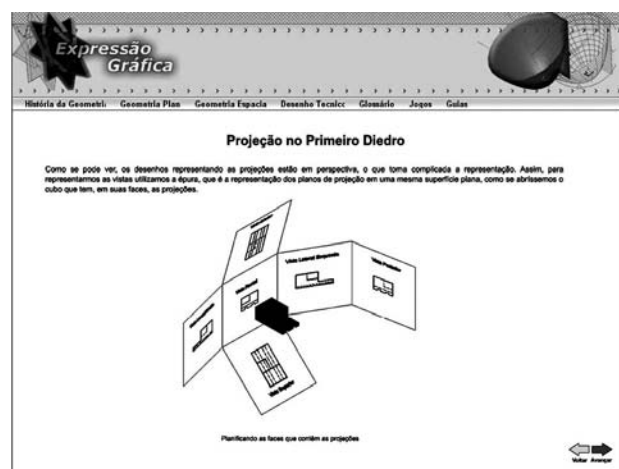 Expressão
Gráfica
História da Geometri. Geometria Plan Geometria Espacia Desenho Tecnicc Glossário Jogos Guias
Projeção no Primeiro Diedro
Como se pode ver, os desenhos representando as projeções estão em perspectiva, o que torna complicada a representação. Assim, para
representarmos as vistas utilizamos a épura, que é a representação dos planos de projeção em uma mesma superfície plana, como se abríssemos o
cubo que tem, em suas faces, as projeções.
Vista Lateral Esquerda
Vista Posterior
Vista Frontal
Vista Superior
Planificando as faces que contêm as projeções
Voltar Avançar